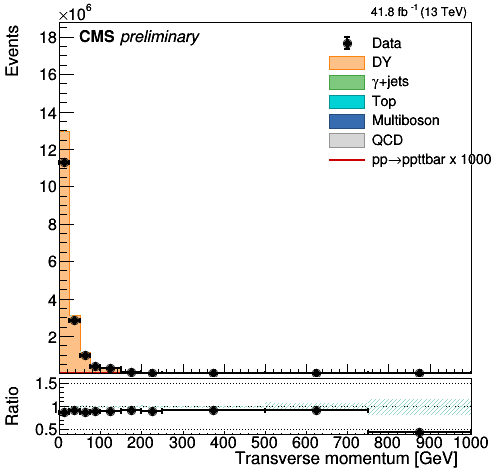 ×10⁶
41.8 fb⁻¹ (13 TeV)
CMS preliminary
Events
18
16
14
12
10
8
6
4
2
Data
DY
γ+jets
Top
Multiboson
QCD
pp→ppttbar x 1000
Ratio
1.5
1
0.5
0 100 200 300 400 500 600 700 800 900 1000
Transverse momentum [GeV]